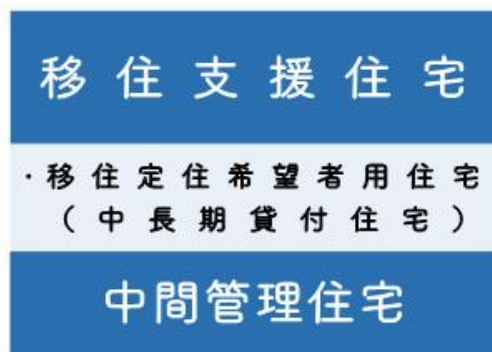 移住支援住宅
・移住定住希望者用住宅
(中長期貸付住宅)
中間管理住宅